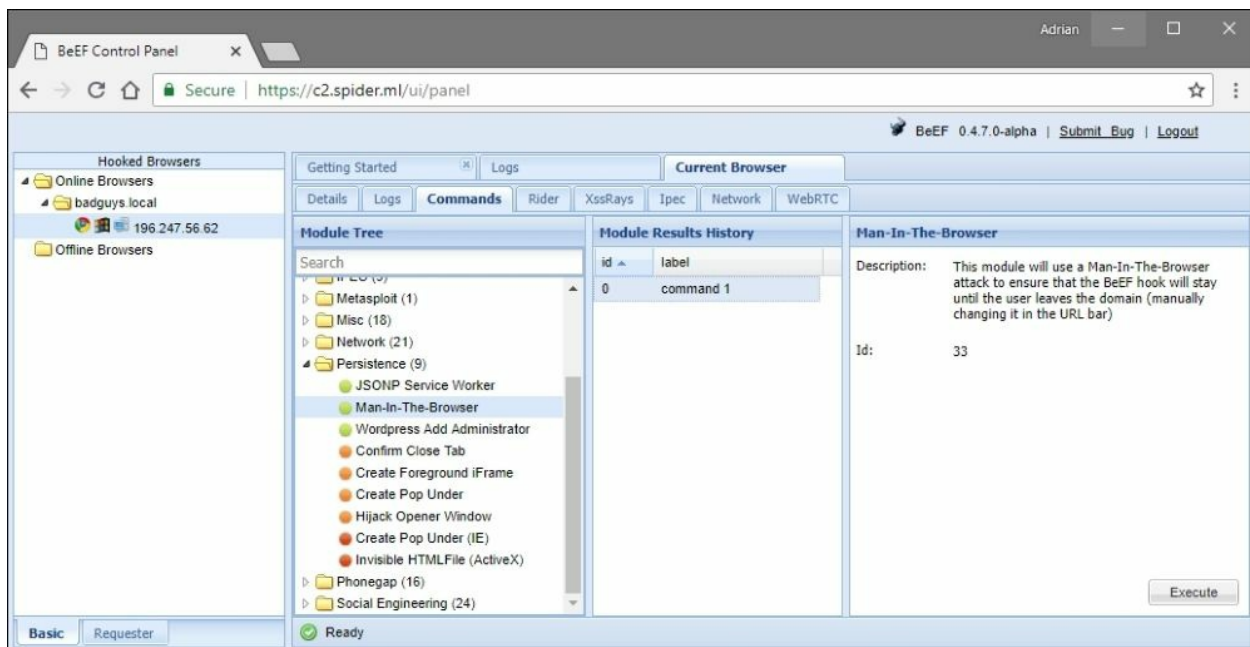 Adrian
BeEF Control Panel
Secure | https://c2.spider.ml/ui/panel
BeEF 0.4.7.0-alpha | Submit Bug | Logout
Hooked Browsers
Online Browsers
badguys.local
196.247.56.62
Offline Browsers
Basic Requester
Getting Started Logs Current Browser
Details Logs Commands Rider XssRays Ipec Network WebRTC
Module Tree
Search
Metasploit (1)
Misc (18)
Network (21)
Persistence (9)
JSONP Service Worker
Man-In-The-Browser
Wordpress Add Administrator
Confirm Close Tab
Create Foreground iFrame
Create Pop Under
Hijack Opener Window
Create Pop Under (IE)
Invisible HTMLFile (ActiveX)
Phonegap (16)
Social Engineering (24)
Module Results History
id label
0 command 1
Man-In-The-Browser
Description: This module will use a Man-In-The-Browser
attack to ensure that the BeEF hook will stay
until the user leaves the domain (manually
changing it in the URL bar)
Id: 33
Execute
Ready